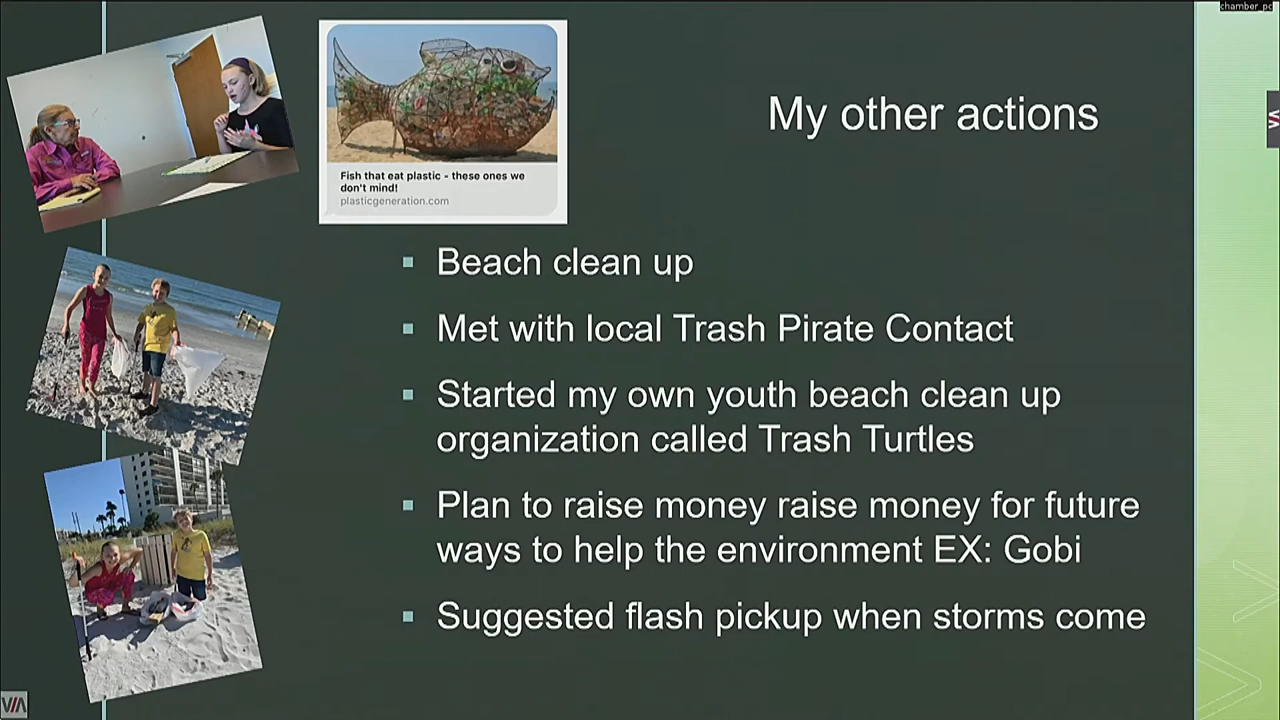 chamber_pc
My other actions
Fish that eat plastic - these ones we
don't mind!
plasticgeneration.com
Beach clean up
Met with local Trash Pirate Contact
Started my own youth beach clean up
organization called Trash Turtles
Plan to raise money raise money for future
ways to help the environment EX: Gobi
Suggested flash pickup when storms come
VIA